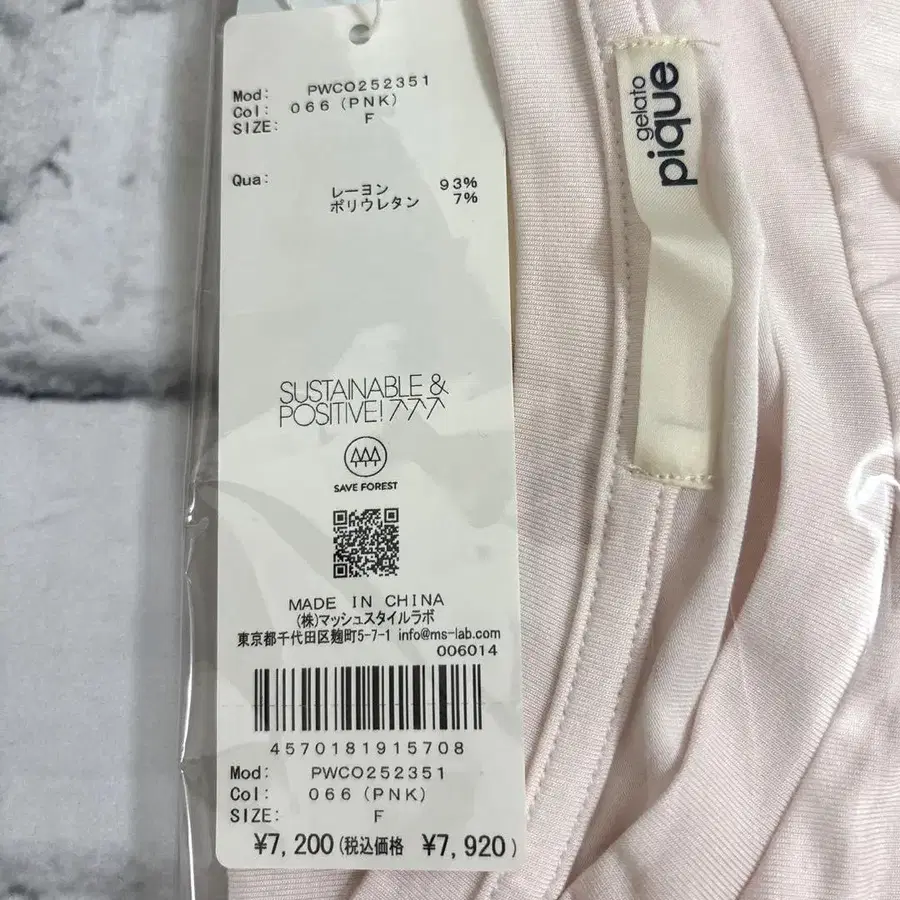 Mod: PWCO252351
Col: 066 (PNK)
SIZE: F
Qua: レーヨン 93%
ポリウレタン 7%
SUSTAINABLE &
POSITIVE!
SAVE FOREST
MADE IN CHINA
(株)マッシュスタイルラボ
東京都千代田区麹町5-7-1 info@ms-lab.com
006014
4570181915708
Mod: PWCO252351
Col: 066 (PNK)
SIZE: F
¥7,200(税込価格 ¥7,920)
gelato
pique